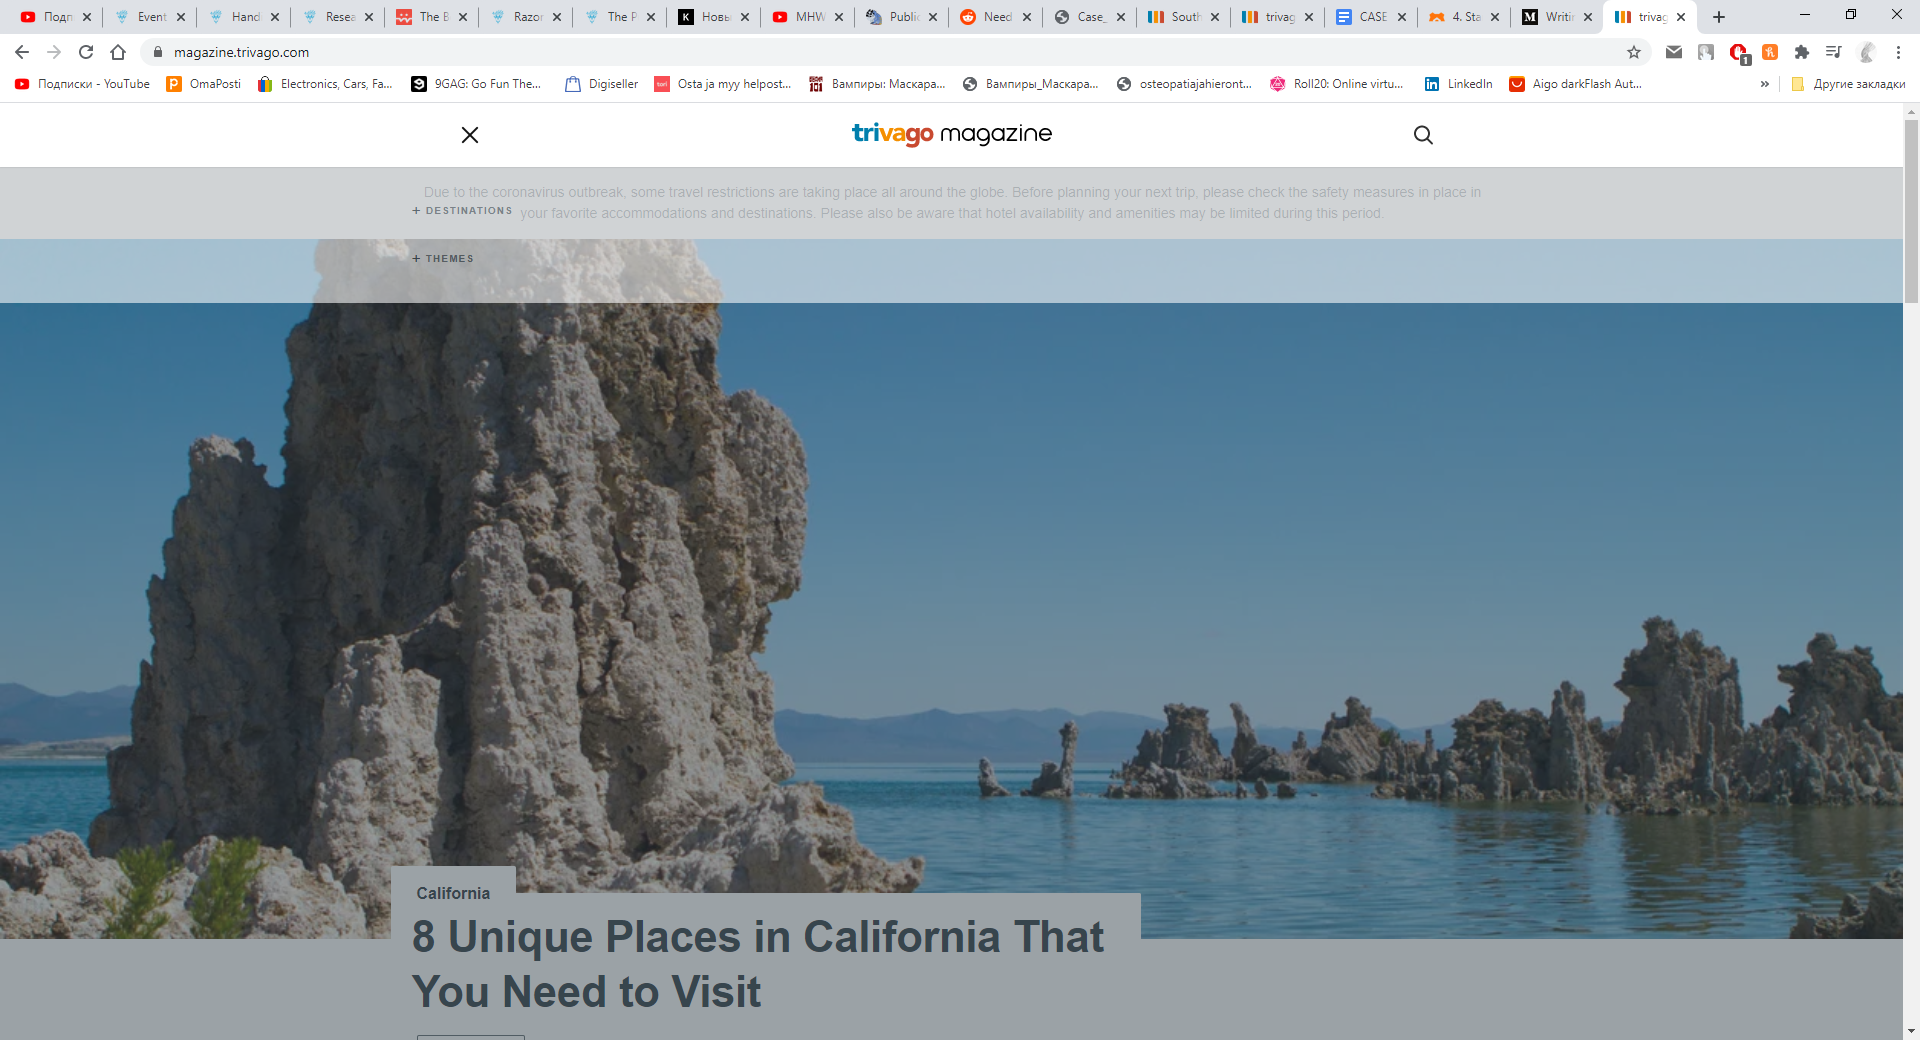 Подп
Event
Hand
Resea
The B
Razor
The P
K
Новы
MHW
Public
Need
Case_
South
trivag
CASE
4. Sta
M
Writin
trivag
magazine.trivago.com
1
Подписки - YouTube
OmaPosti
Electronics, Cars, Fa...
9GAG: Go Fun The...
Digiseller
tori
Osta ja myy helpost...
Вампиры: Маскара...
Вампиры_Маскара...
osteopatiajahieront...
Roll20: Online virtu...
in
LinkedIn
Aigo darkFlash Aut...
»
Другие закладки
trivago magazine
Due to the coronavirus outbreak, some travel restrictions are taking place all around the globe. Before planning your next trip, please check the safety measures in place in
+ DESTINATIONS
your favorite accommodations and destinations. Please also be aware that hotel availability and amenities may be limited during this period.
+ THEMES
California
8 Unique Places in California That
You Need to Visit